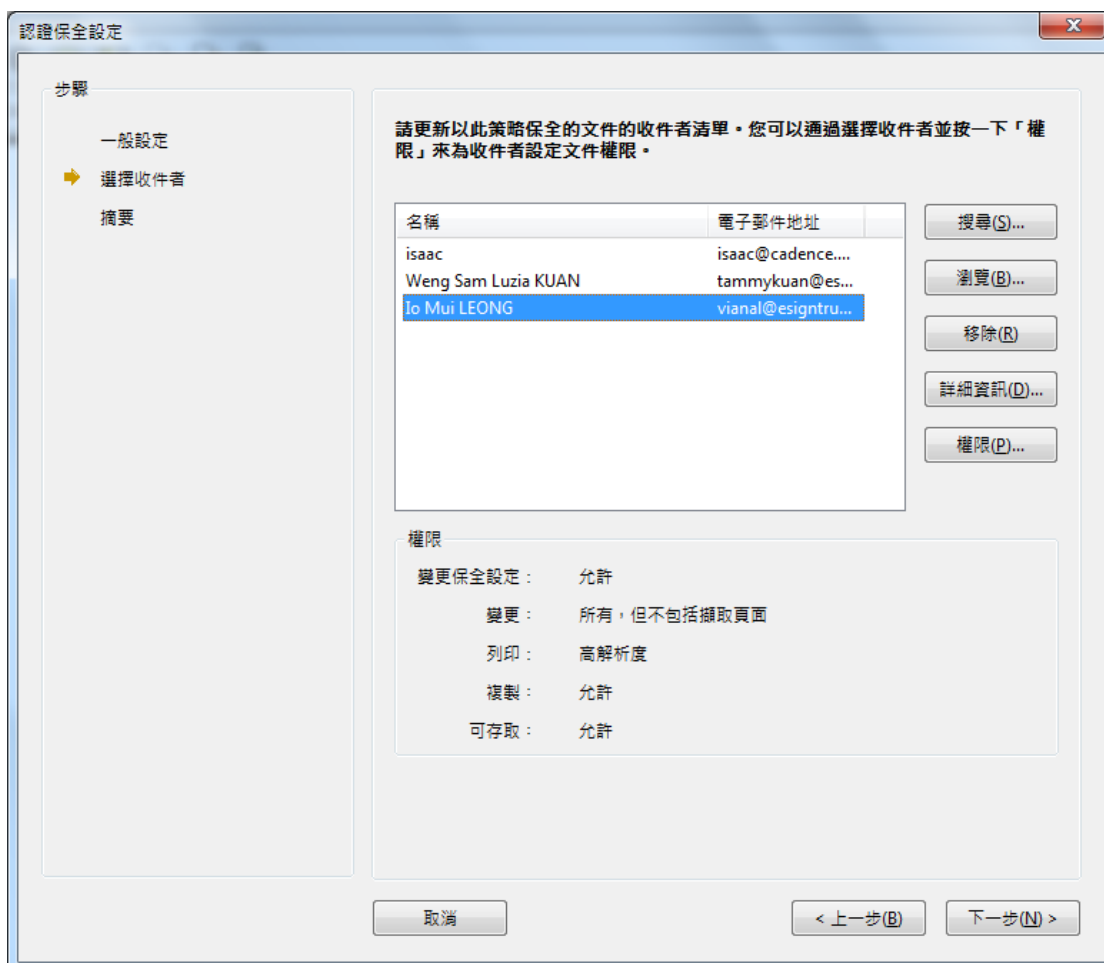 認證保全設定
步驟
一般設定
選擇收件者
摘要
請更新以此策略保全的文件的收件者清單。您可以通過選擇收件者並按一下「權
限」來為收件者設定文件權限。
名稱 電子郵件地址
isaac isaac@cadence....
Weng Sam Luzia KUAN tammykuan@es...
Io Mui LEONG vianal@esigntru...
搜尋(S)...
瀏覽(B)...
移除(R)
詳細資訊(D)...
權限(P)...
權限
變更保全設定: 允許
變更: 所有，但不包括擷取頁面
列印: 高解析度
複製: 允許
可存取: 允許
取消
< 上一步(B)
下一步(N) >